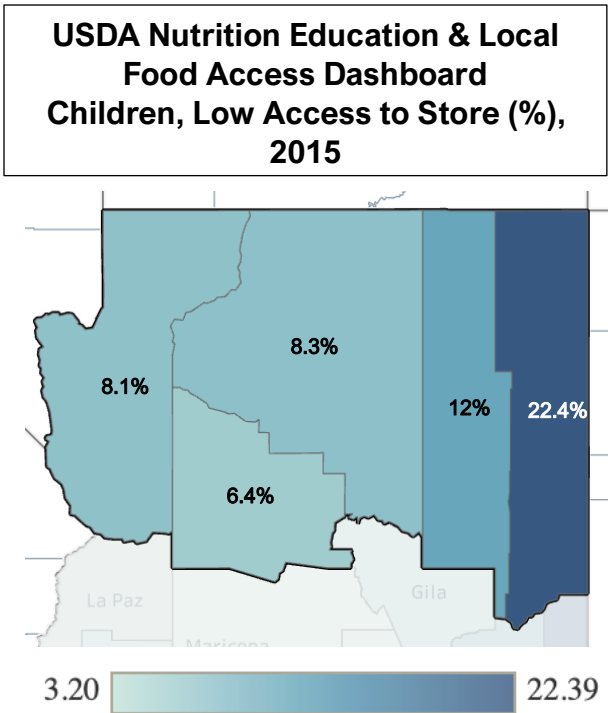 USDA Nutrition Education & Local
Food Access Dashboard
Children, Low Access to Store (%),
2015
8.3%
8.1%
12%
22.4%
6.4%
La Paz
Gila
Maricopa
3.20
22.39